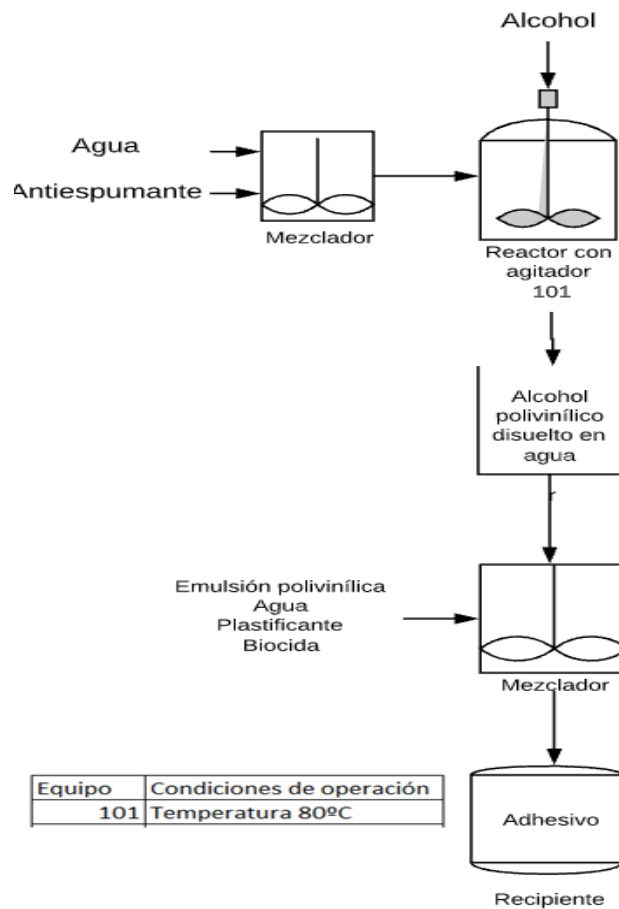 Alcohol
Agua
Antiespumante
Mezclador
Reactor con
agitador
101
Alcohol
polivinílico
disuelto en
agua
r
Emulsión polivinílica
Agua
Plastificante
Biocida
Mezclador
Equipo Condiciones de operación
101 Temperatura 80ºC
Adhesivo
Recipiente